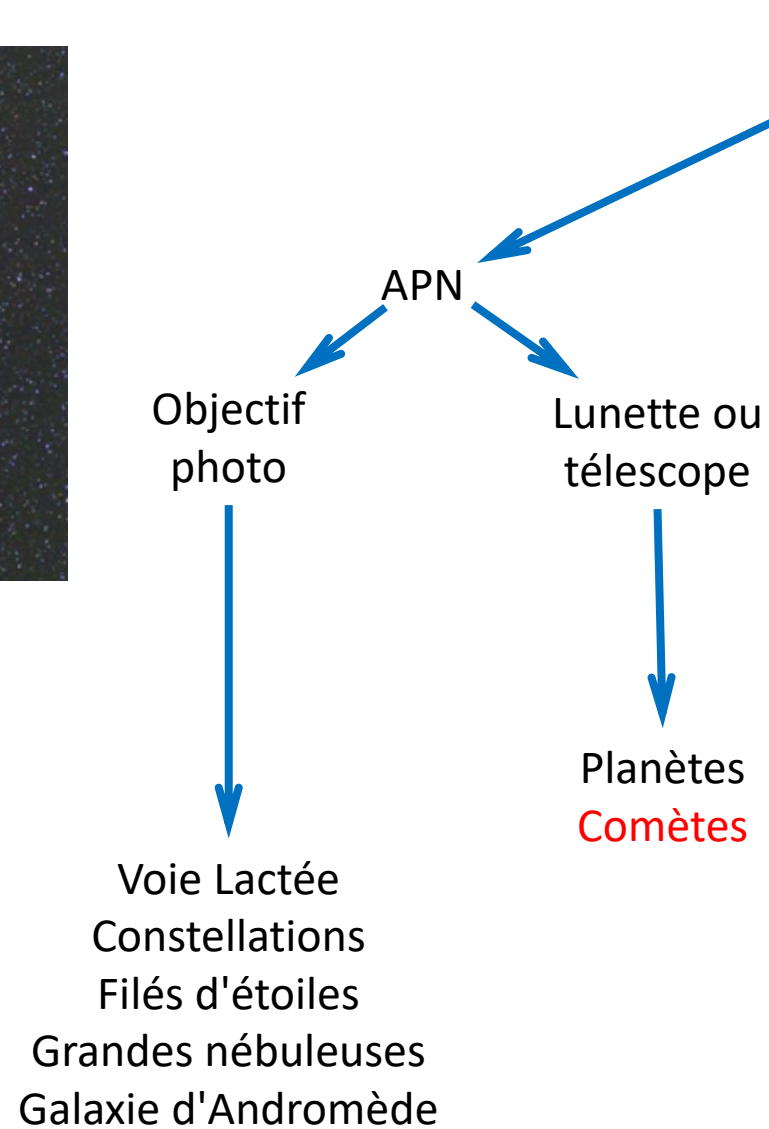 APN
Objectif
photo
Lunette ou
télescope
Planètes
Comètes
Voie Lactée
Constellations
Filés d'étoiles
Grandes nébuleuses
Galaxie d'Andromède